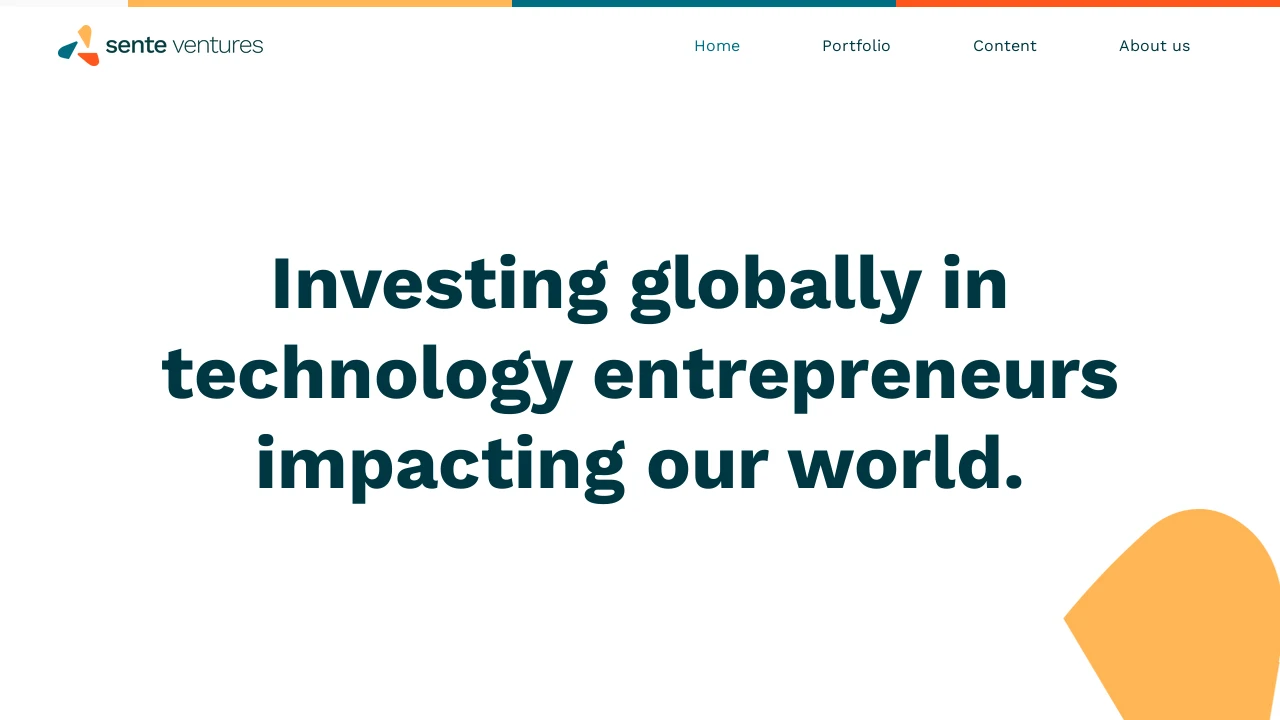 sente ventures
Home Portfolio Content About us
Investing globally in
technology entrepreneurs
impacting our world.